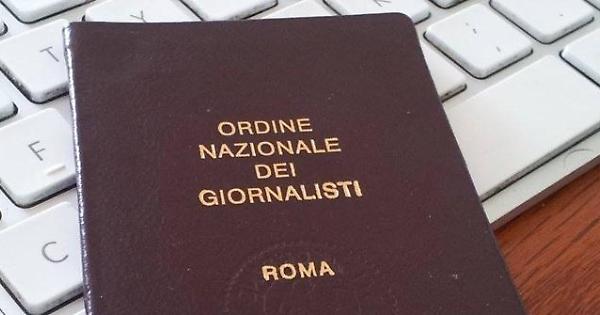 T
Y
F
C
ORDINE
NAZIONALE
DEI
GIORNALISTI
ROMA